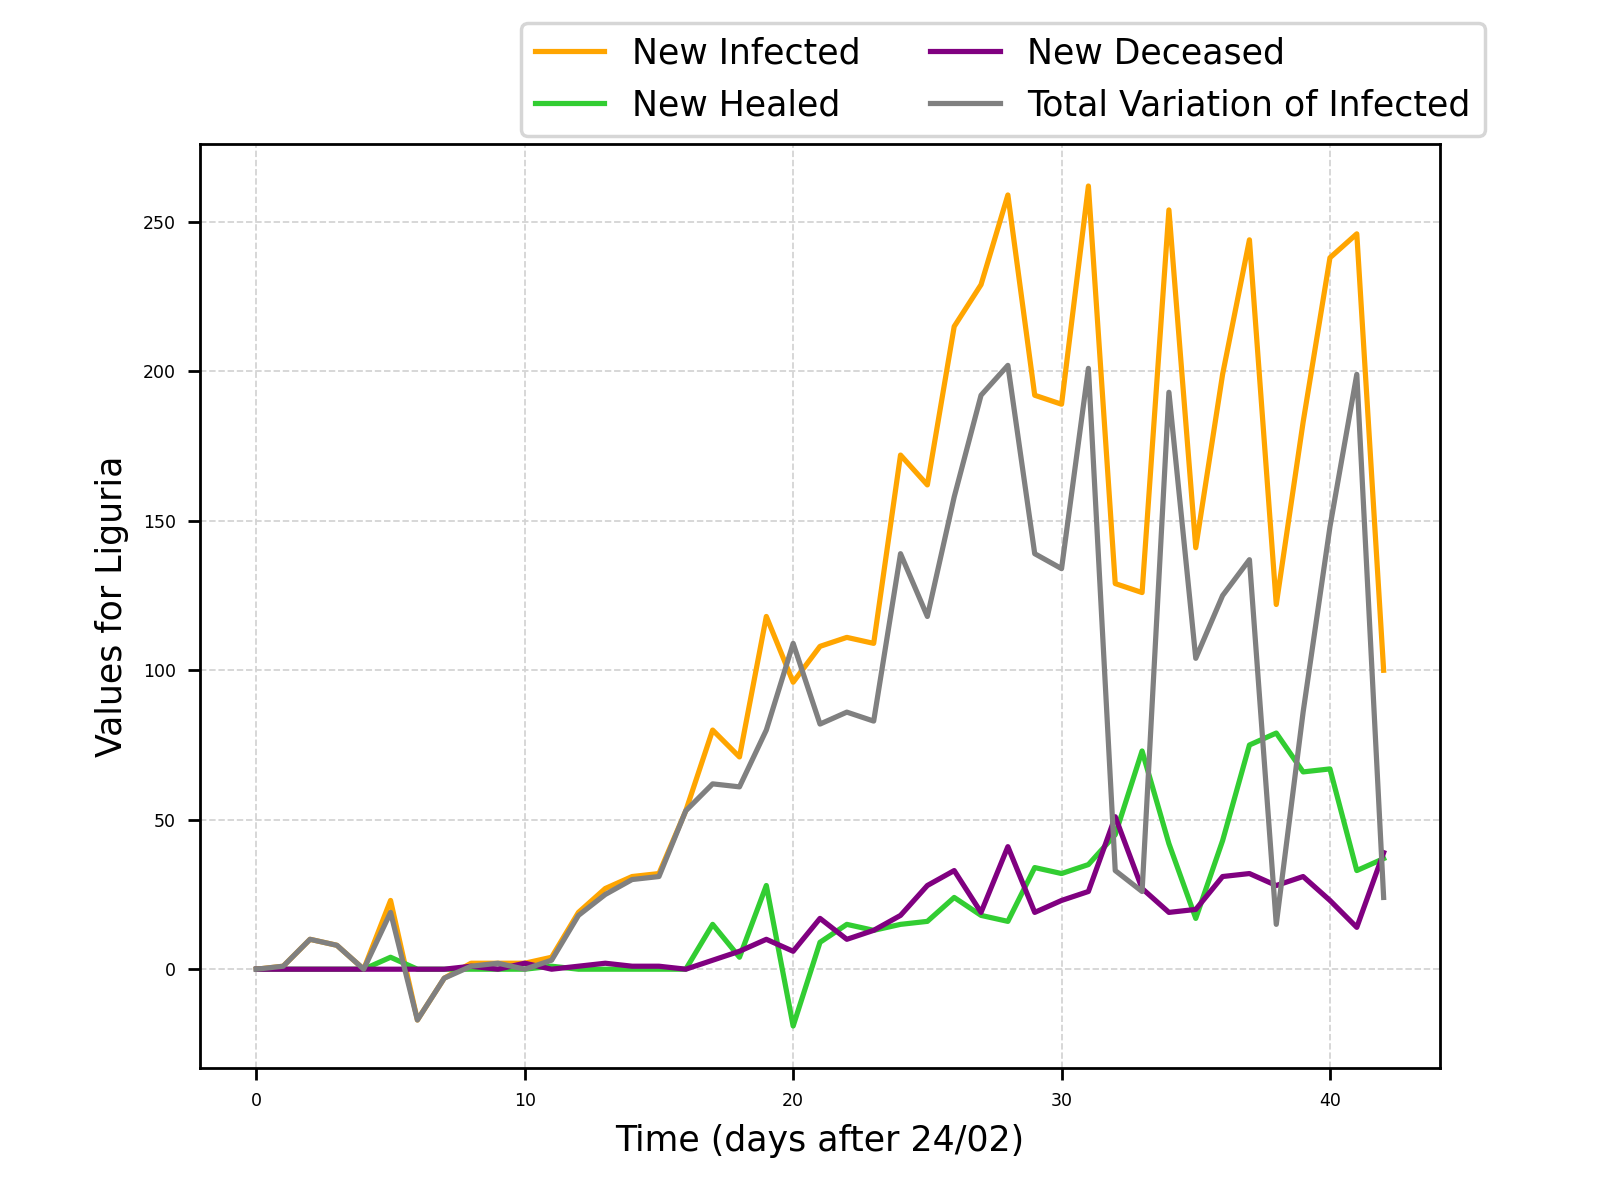 New Infected
New Healed
New Deceased
Total Variation of Infected
Values for Liguria
250
200
150
100
50
0
0 10 20 30 40
Time (days after 24/02)